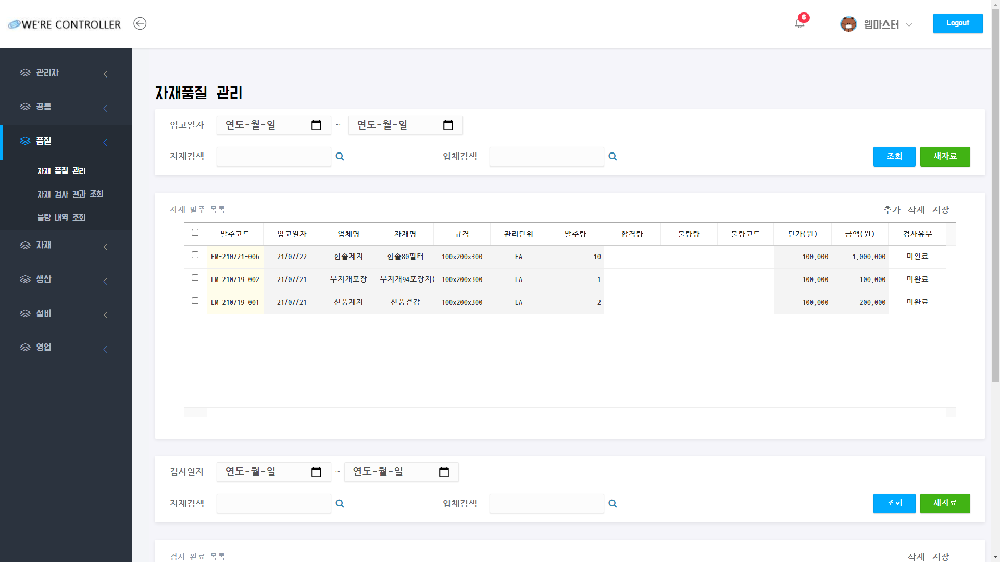 WE'RE CONTROLLER
6
웹마스터
Logout
관리자
공통
품질
자재 품질 관리
자재 검사 결과 조회
불량 내역 조회
자재
생산
설비
영업
자재품질 관리
입고일자 연도-월-일 ~ 연도-월-일
자재검색 업체검색 조회 새자료
자재 발주 목록 추가 삭제 저장
발주코드 입고일자 업체명 자재명 규격 관리단위 발주량 합격량 불량량 불량코드 단가(원) 금액(원) 검사유무
EM-210721-006 21/07/22 한솔제지 한솔80필터 100x200x300 EA 10 100,000 1,000,000 미완료
EM-210719-002 21/07/21 무지개포장 무지개94포장지( 100x200x300 EA 1 100,000 100,000 미완료
EM-210719-001 21/07/21 신풍제지 신풍겉감 100x200x300 EA 2 100,000 200,000 미완료
검사일자 연도-월-일 ~ 연도-월-일
자재검색 업체검색 조회 새자료
검사 완료 목록 삭제 저장